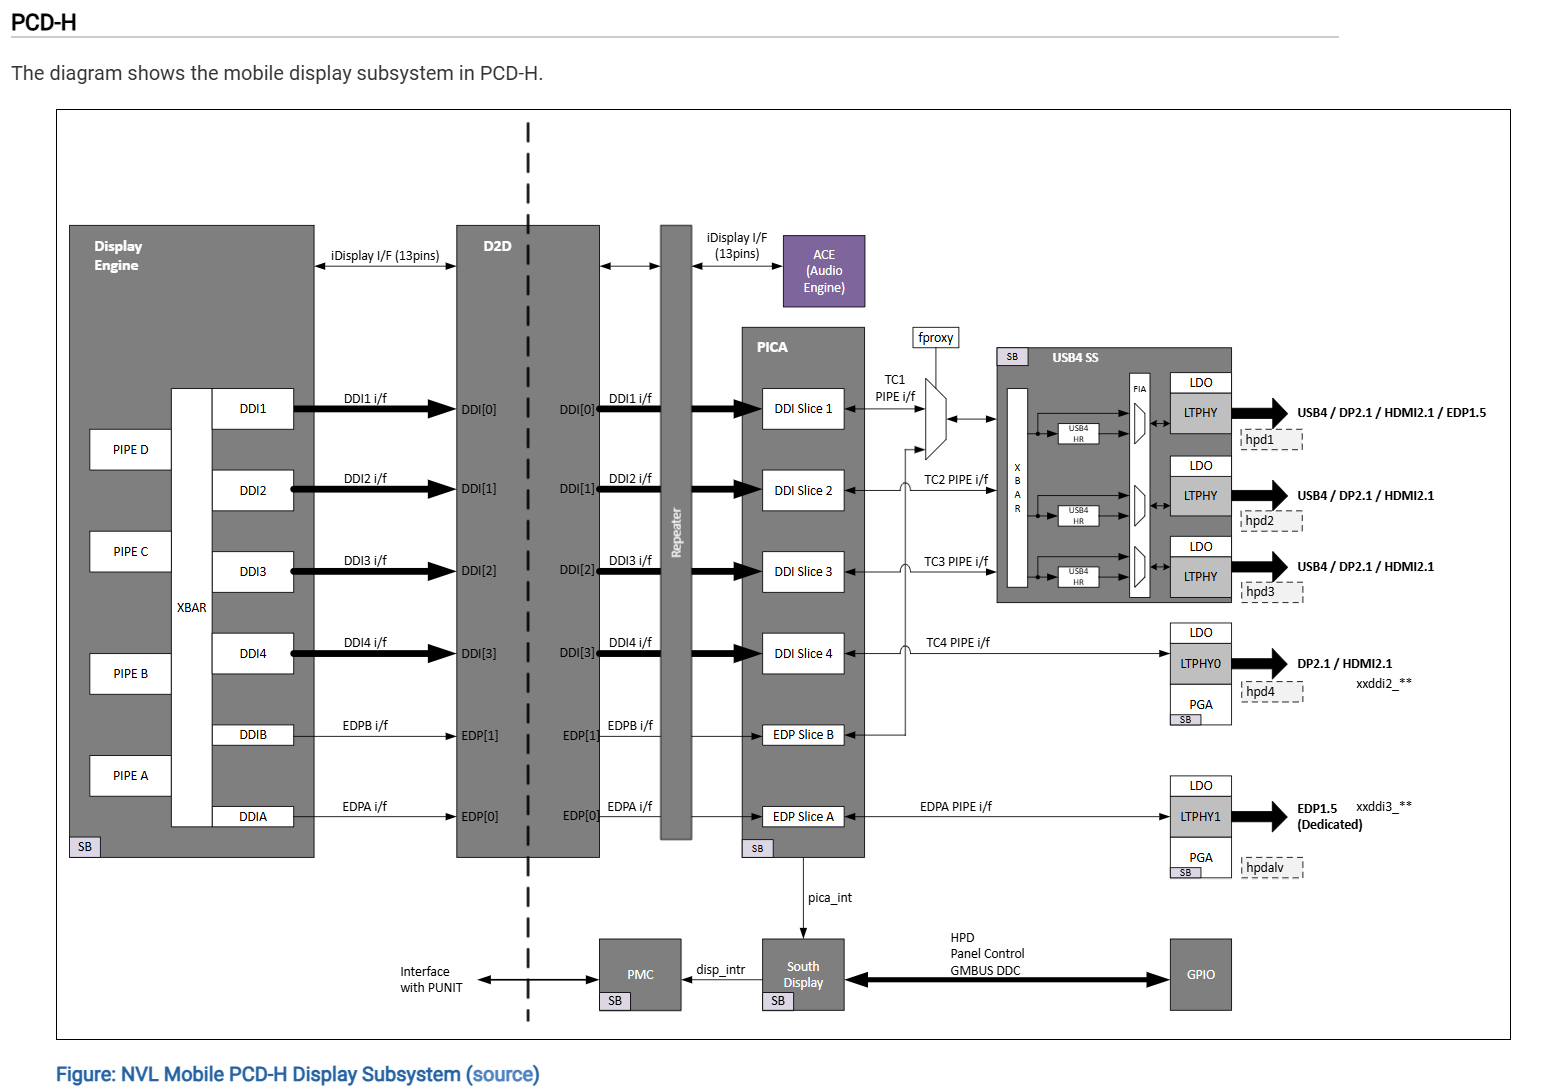 PCD-H
The diagram shows the mobile display subsystem in PCD-H.
Display
Engine
iDisplay I/F (13pins)
D2D
iDisplay I/F
(13pins)
ACE
(Audio
Engine)
Repeater
PICA
fproxy
SB
USB4 SS
PIPE D
PIPE C
PIPE B
PIPE A
XBAR
DDI1
DDI2
DDI3
DDI4
DDIB
DDIA
SB
DDI1 i/f
DDI2 i/f
DDI3 i/f
DDI4 i/f
EDPB i/f
EDPA i/f
DDI[0]
DDI[1]
DDI[2]
DDI[3]
EDP[1]
EDP[0]
DDI[0]
DDI[1]
DDI[2]
DDI[3]
EDP[1]
EDP[0]
DDI1 i/f
DDI2 i/f
DDI3 i/f
DDI4 i/f
EDPB i/f
EDPA i/f
DDI Slice 1
DDI Slice 2
DDI Slice 3
DDI Slice 4
EDP Slice B
EDP Slice A
SB
TC1
PIPE i/f
TC2 PIPE i/f
TC3 PIPE i/f
TC4 PIPE i/f
EDPA PIPE i/f
X
B
A
R
USB4
HR
USB4
HR
USB4
HR
FIA
LDO
LTPHY
USB4 / DP2.1 / HDMI2.1 / EDP1.5
hpd1
LDO
LTPHY
USB4 / DP2.1 / HDMI2.1
hpd2
LDO
LTPHY
USB4 / DP2.1 / HDMI2.1
hpd3
LDO
LTPHY0
PGA
SB
DP2.1 / HDMI2.1
xxddi2_**
hpd4
LDO
LTPHY1
PGA
SB
EDP1.5
(Dedicated)
xxddi3_**
hpdalv
pica_int
Interface
with PUNIT
PMC
SB
disp_intr
South
Display
SB
HPD
Panel Control
GMBUS DDC
GPIO
Figure: NVL Mobile PCD-H Display Subsystem (source)